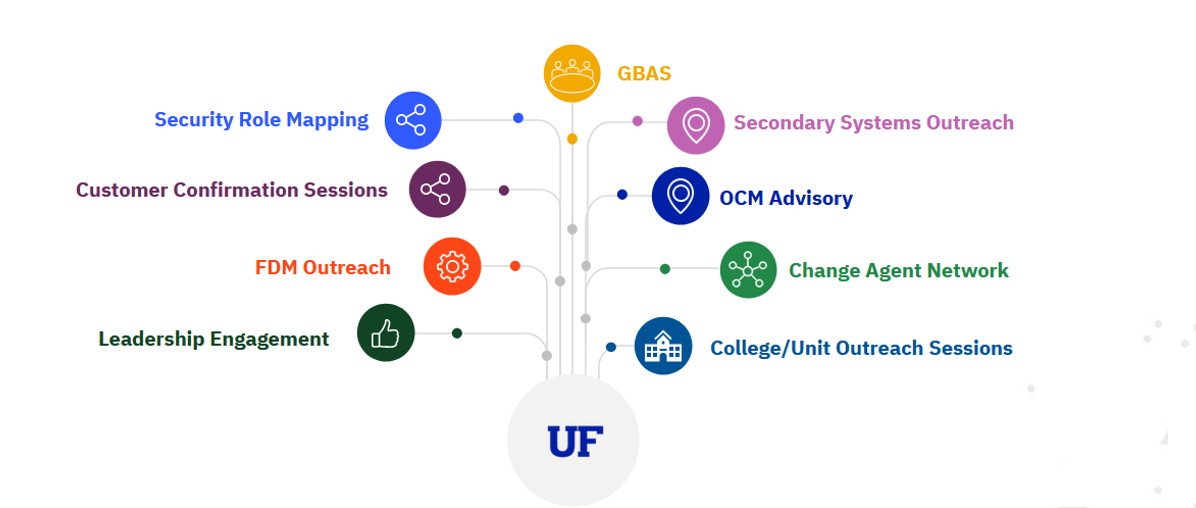 GBAS
Security Role Mapping
Secondary Systems Outreach
Customer Confirmation Sessions
OCM Advisory
FDM Outreach
Change Agent Network
Leadership Engagement
College/Unit Outreach Sessions
UF